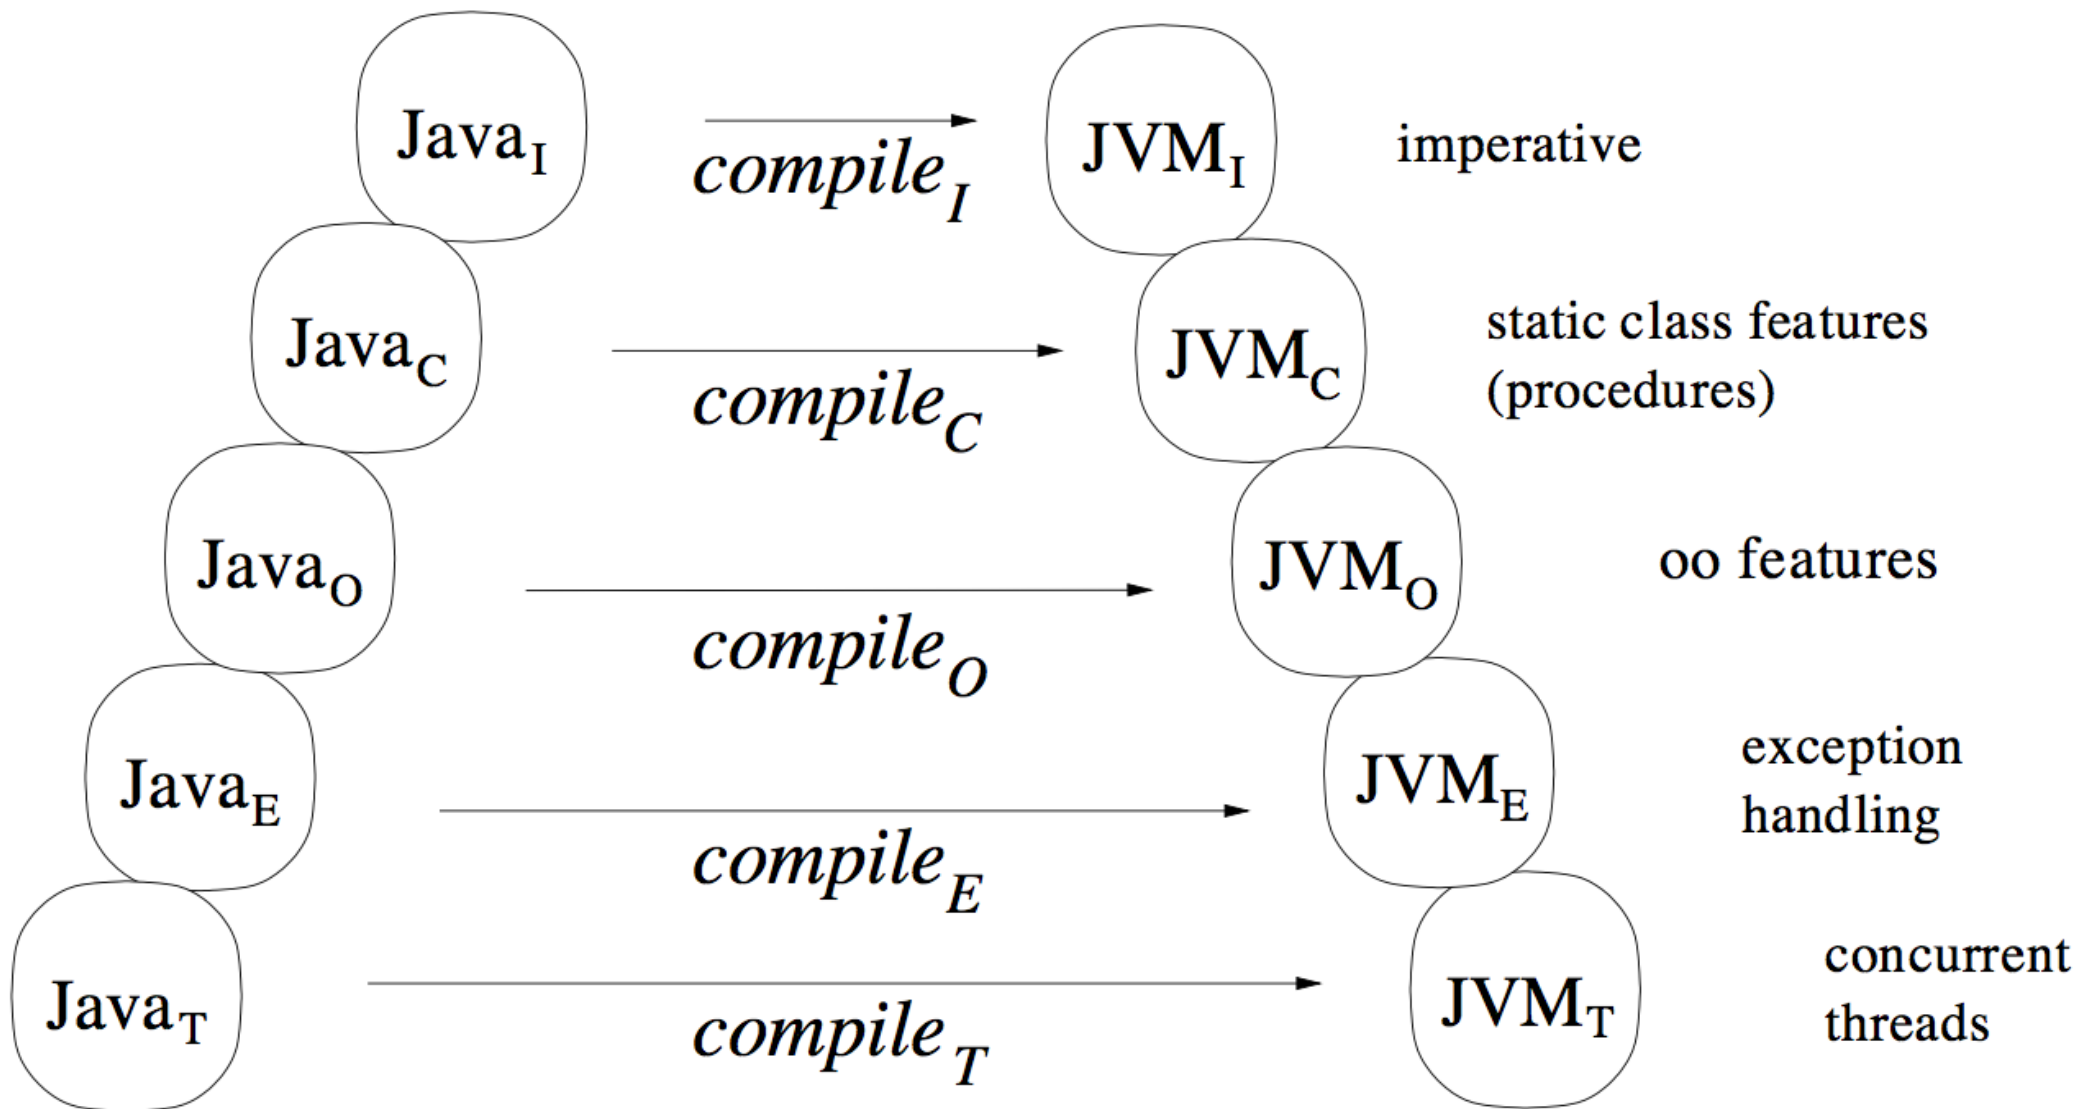 Java_I
compile_I
JVM_I
imperative
Java_C
compile_C
JVM_C
static class features
(procedures)
Java_O
compile_O
JVM_O
oo features
Java_E
compile_E
JVM_E
exception
handling
Java_T
compile_T
JVM_T
concurrent
threads